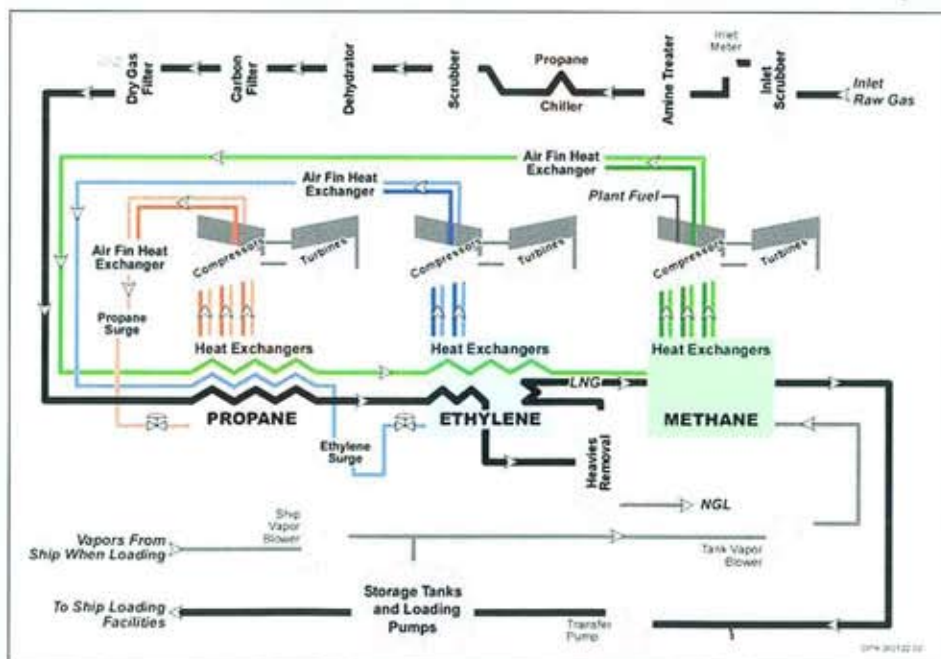 Dry Gas
Filter
Carbon
Filter
Dehydrator
Scrubber
Propane
Chiller
Amine Treater
Inlet
Meter
Inlet
Scrubber
Inlet
Raw Gas
Air Fin Heat
Exchanger
Air Fin Heat
Exchanger
Plant Fuel
Air Fin Heat
Exchanger
Compressors
Turbines
Compressors
Turbines
Compressors
Turbines
Propane
Surge
Heat Exchangers
Heat Exchangers
Heat Exchangers
LNG
PROPANE
ETHYLENE
METHANE
Ethylene
Surge
Heavies
Removal
NGL
Ship
Vapor
Blower
Vapors From
Ship When Loading
Tank Vapor
Blower
Storage Tanks
and Loading
Pumps
To Ship Loading
Facilities
Transfer
Pump